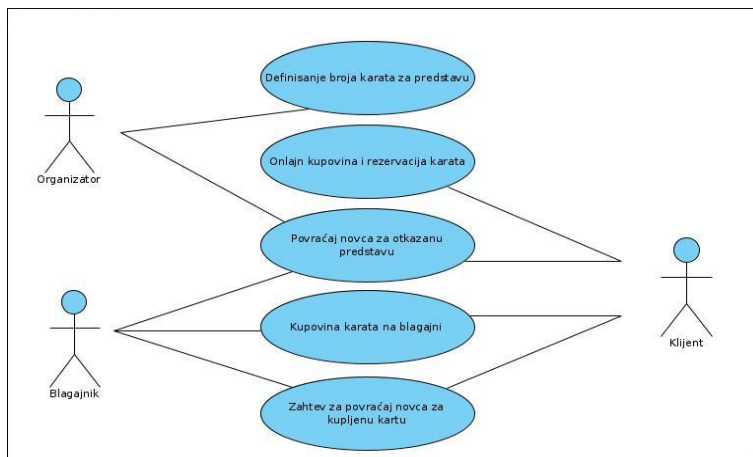 Definisanje broja karata za predstavu
Onlajn kupovina i rezervacija karata
Organizator
Povraćaj novca za otkazanu
predstavu
Kupovina karata na blagajni
Klijent
Blagajnik
Zahtev za povraćaj novca za
kupljenu kartu